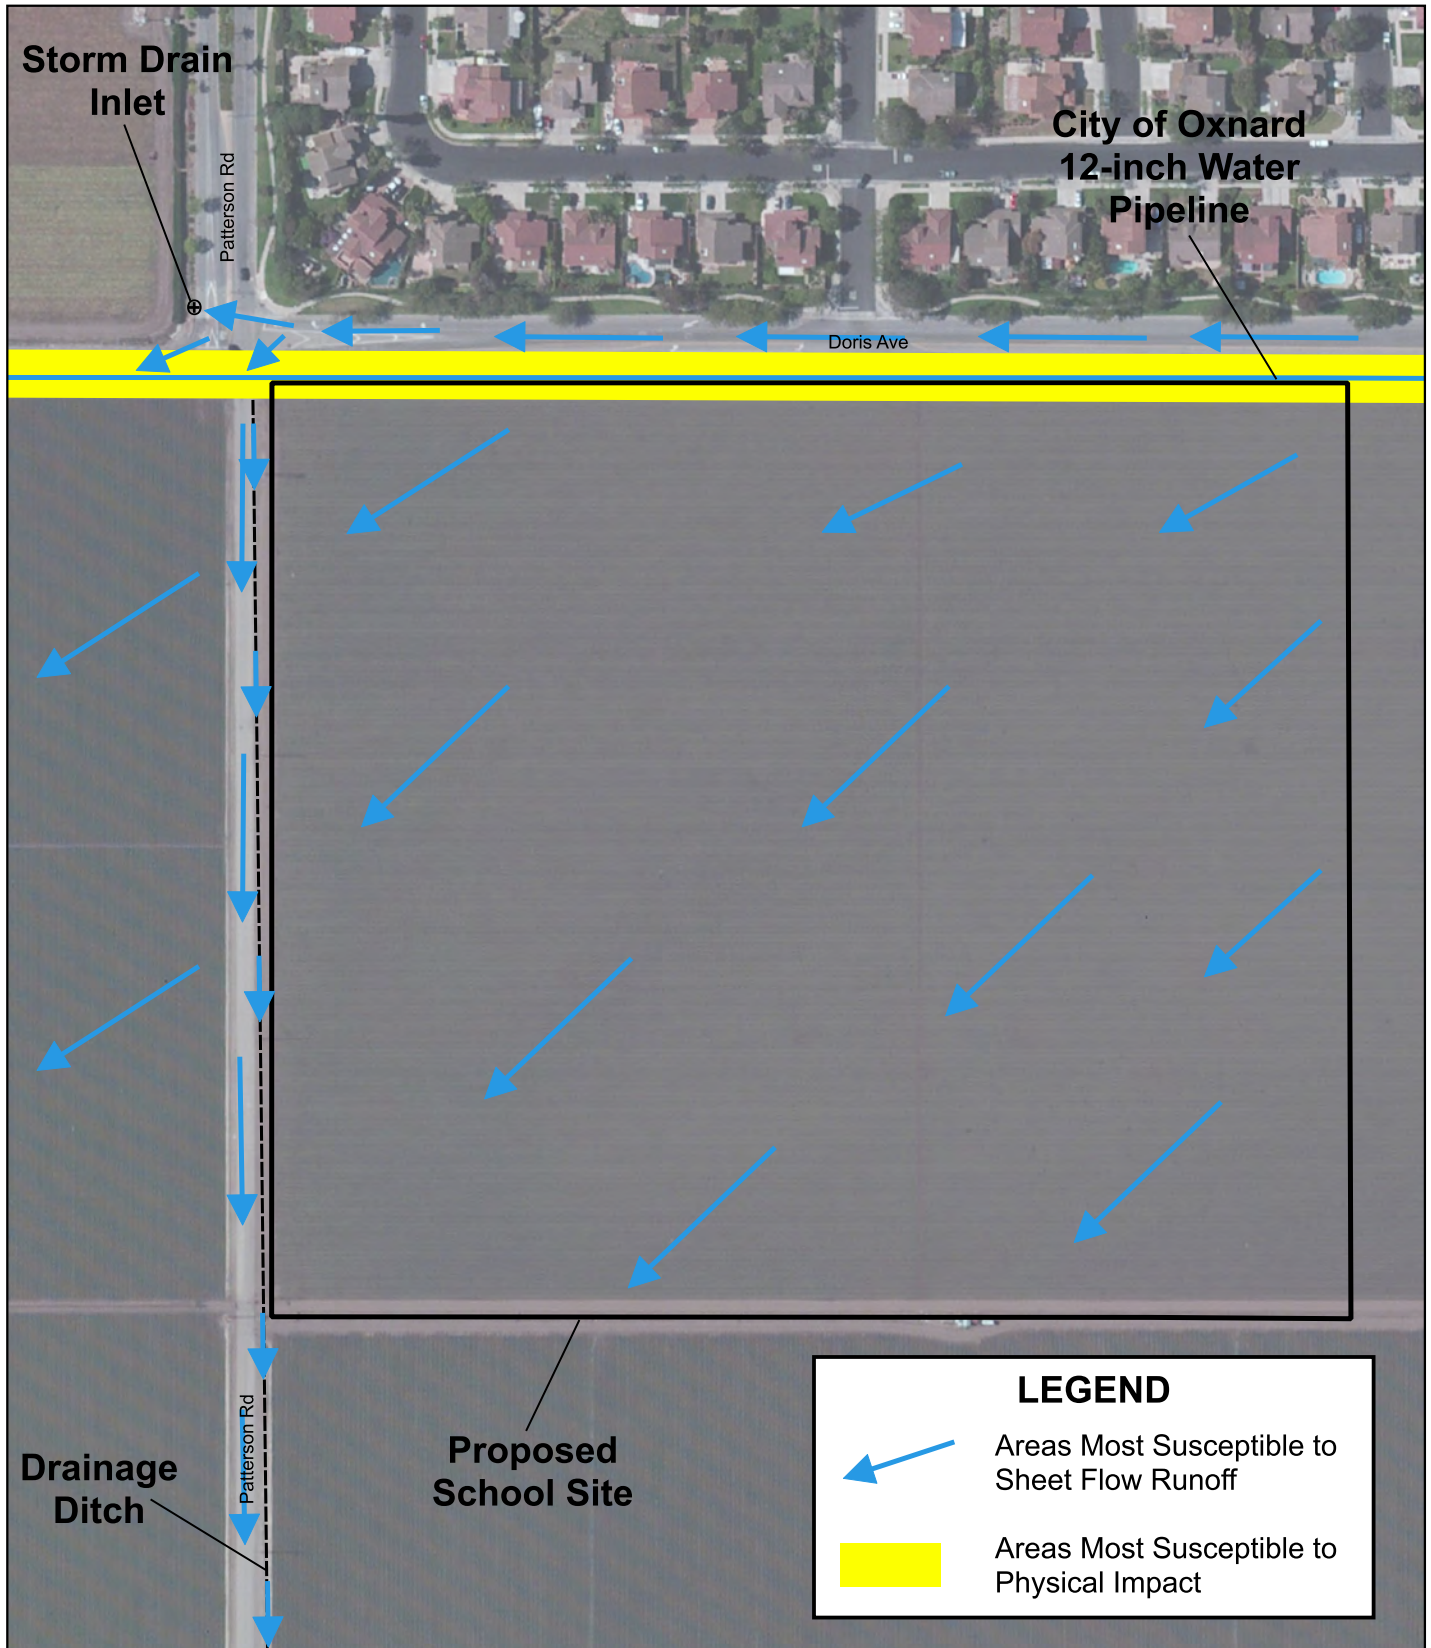 Storm Drain
Inlet
Patterson Rd
City of Oxnard
12-inch Water
Pipeline
Doris Ave
Proposed
School Site
Drainage
Ditch
Patterson Rd
LEGEND
Areas Most Susceptible to
Sheet Flow Runoff
Areas Most Susceptible to
Physical Impact